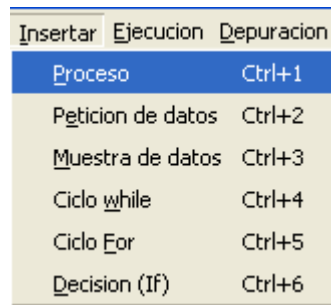 Insertar Ejecucion Depuracion
Proceso Ctrl+1
Peticion de datos Ctrl+2
Muestra de datos Ctrl+3
Ciclo while Ctrl+4
Ciclo For Ctrl+5
Decision (If) Ctrl+6